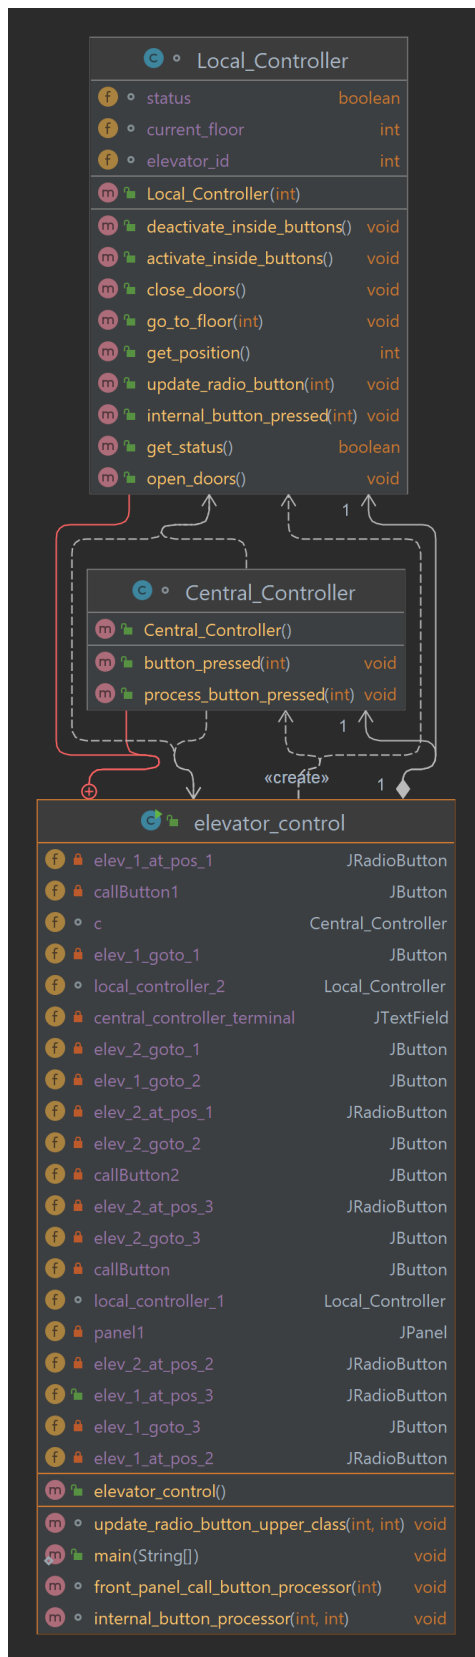 Local_Controller
status boolean
current_floor int
elevator_id int
Local_Controller(int)
deactivate_inside_buttons() void
activate_inside_buttons() void
close_doors() void
go_to_floor(int) void
get_position() int
update_radio_button(int) void
internal_button_pressed(int) void
get_status() boolean
open_doors() void
1
Central_Controller
Central_Controller()
button_pressed(int) void
process_button_pressed(int) void
1
«create»
1
elevator_control
elev_1_at_pos_1 JRadioButton
callButton1 JButton
c Central_Controller
elev_1_goto_1 JButton
local_controller_2 Local_Controller
central_controller_terminal JTextField
elev_2_goto_1 JButton
elev_1_goto_2 JButton
elev_2_at_pos_1 JRadioButton
elev_2_goto_2 JButton
callButton2 JButton
elev_2_at_pos_3 JRadioButton
elev_2_goto_3 JButton
callButton JButton
local_controller_1 Local_Controller
panel1 JPanel
elev_2_at_pos_2 JRadioButton
elev_1_at_pos_3 JRadioButton
elev_1_goto_3 JButton
elev_1_at_pos_2 JRadioButton
elevator_control()
update_radio_button_upper_class(int, int) void
main(String[]) void
front_panel_call_button_processor(int) void
internal_button_processor(int, int) void